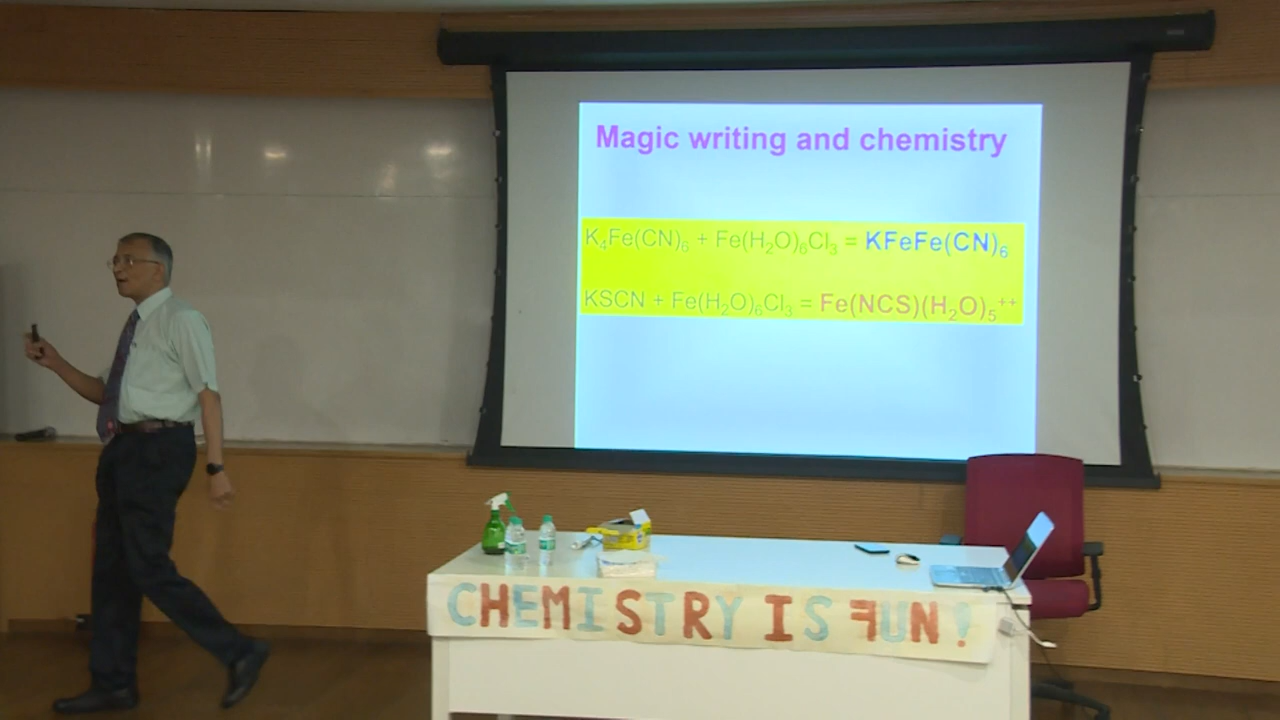 Magic writing and chemistry
K₄Fe(CN)₆ + Fe(H₂O)₆Cl₃ = KFeFe(CN)₆
KSCN + Fe(H₂O)₆Cl₃ = Fe(NCS)(H₂O)₅⁺⁺
CHEMISTRY IS FUN!